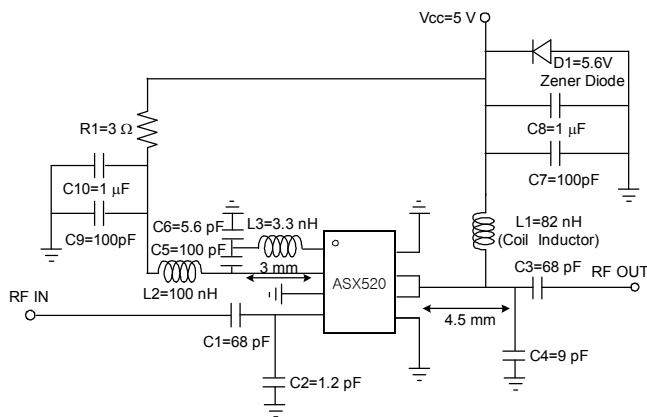 Vcc=5 V
D1=5.6V
Zener Diode
R1=3 Ω
C8=1 µF
C10=1 µF
C7=100pF
C9=100pF
C6=5.6 pF
L3=3.3 nH
C5=100 pF
L1=82 nH
(Coil Inductor)
3 mm
ASX520
C3=68 pF
RF OUT
L2=100 nH
RF IN
4.5 mm
C1=68 pF
C4=9 pF
C2=1.2 pF